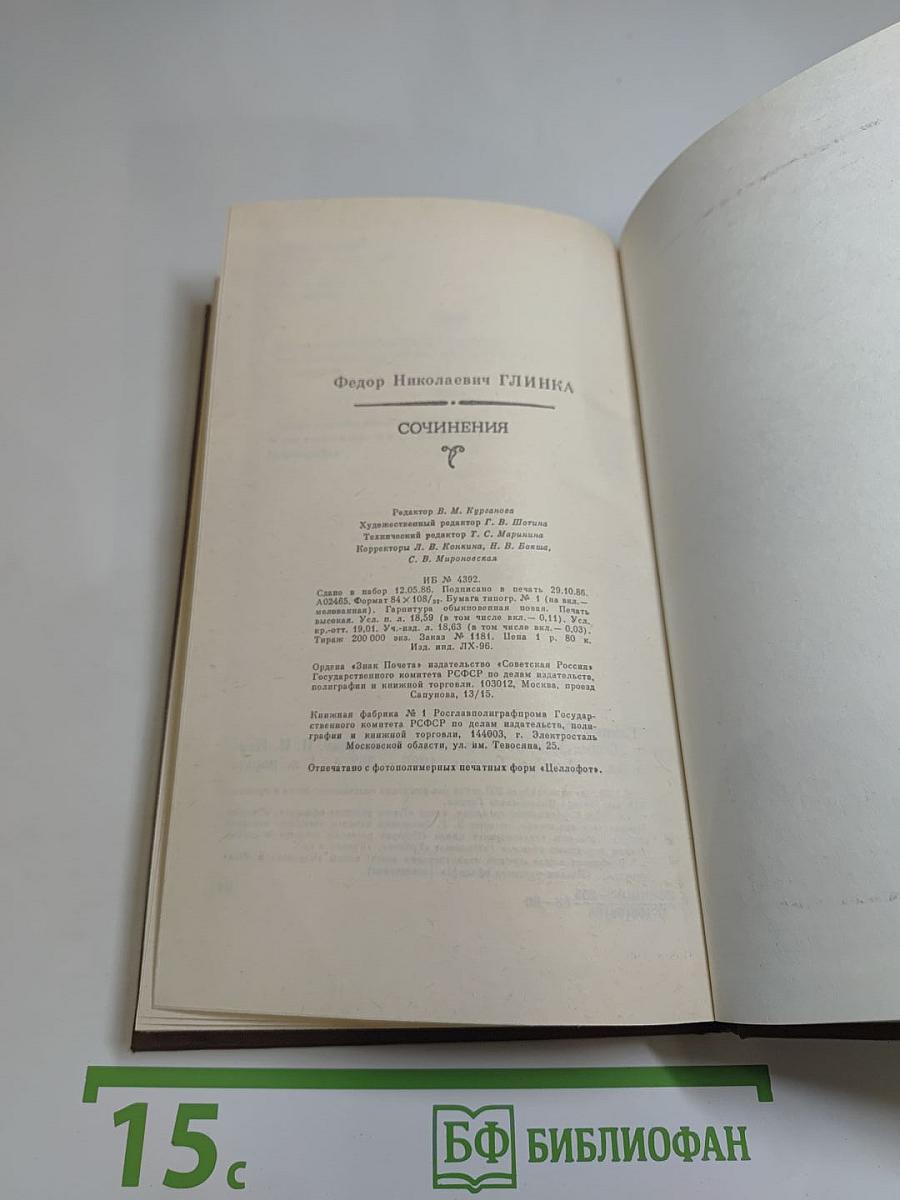 Федор Николаевич ГЛИНКА
СОЧИНЕНИЯ
Редактор В. М. Курганова
Художественный редактор Г. В. Шотина
Технический редактор Т. С. Маринина
Корректоры Л. В. Конкина, Н. В. Бокша,
С. В. Мироновская
ИБ № 4392.
Сдано в набор 12.05.86. Подписано в печать 29.10.86.
А02465. Формат 84×108/32. Бумага типогр. № 1 (на вкл.—
мелованная). Гарнитура обыкновенная новая. Печать
высокая. Усл. п. л. 18,59 (в том числе вкл.— 0,11). Усл.
кр.-отт. 19,01. Уч.-изд. л. 18,63 (в том числе вкл.— 0,03).
Тираж 200 000 экз. Заказ № 1181. Цена 1 р. 80 к.
Изд. инд. ЛХ-96.
Ордена «Знак Почета» издательство «Советская Россия»
Государственного комитета РСФСР по делам издательств,
полиграфии и книжной торговли. 103012, Москва, проезд
Сапунова, 13/15.
Книжная фабрика № 1 Росглавполиграфпрома Государ-
ственного комитета РСФСР по делам издательств, поли-
графии и книжной торговли, 144003, г. Электросталь
Московской области, ул. им. Тевосяна, 25.
Отпечатано с фотополимерных печатных форм «Целлофот».
15 с
БФ БИБЛИОФАН